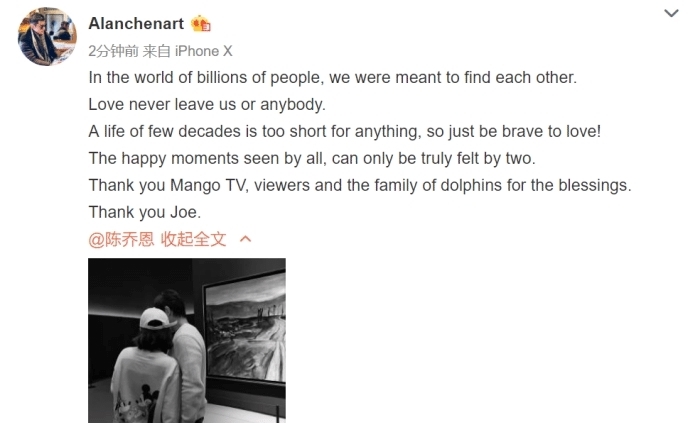 Alanchenart
2分钟前 来自 iPhone X
In the world of billions of people, we were meant to find each other.
Love never leave us or anybody.
A life of few decades is too short for anything, so just be brave to love!
The happy moments seen by all, can only be truly felt by two.
Thank you Mango TV, viewers and the family of dolphins for the blessings.
Thank you Joe.
@陈乔恩 收起全文